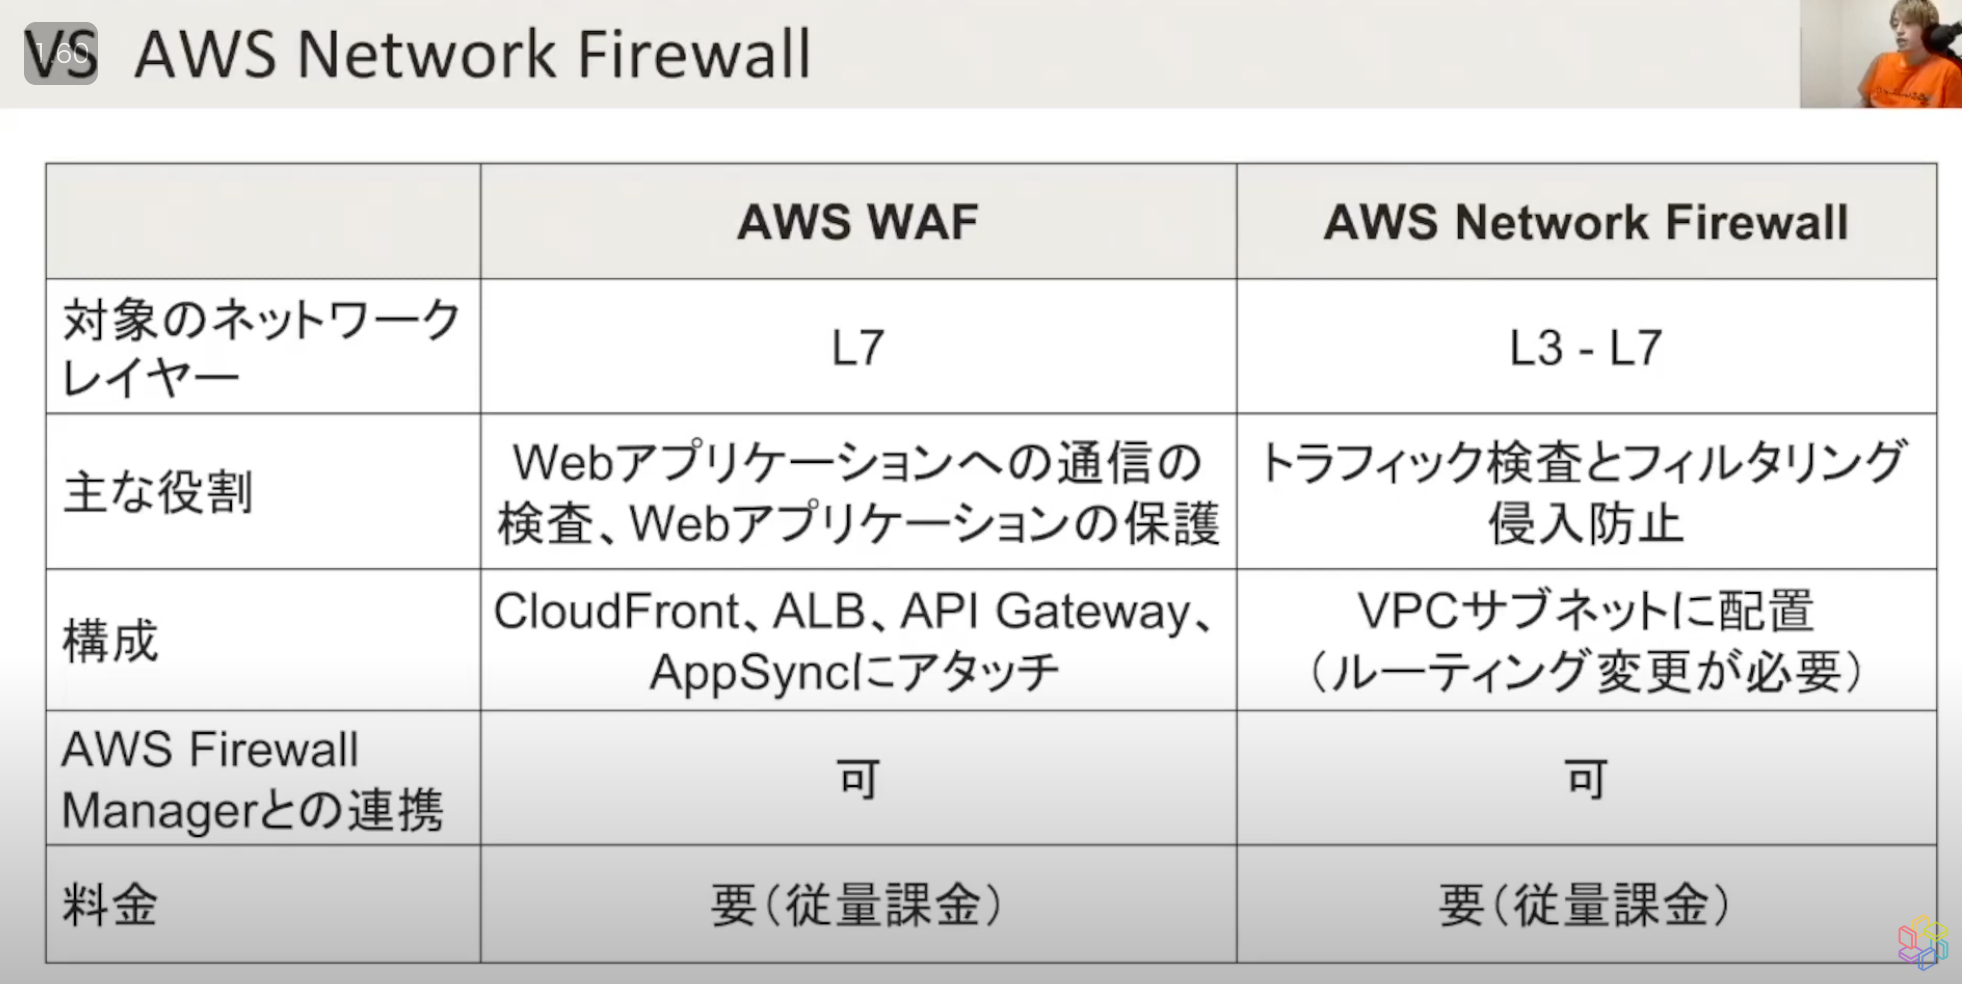 VS AWS Network Firewall
1.60
AWS WAF
AWS Network Firewall
対象のネットワーク
レイヤー
L7
L3 - L7
主な役割
Webアプリケーションへの通信の
検査、Webアプリケーションの保護
トラフィック検査とフィルタリング
侵入防止
構成
CloudFront、ALB、API Gateway、
AppSyncにアタッチ
VPCサブネットに配置
（ルーティング変更が必要）
AWS Firewall
Managerとの連携
可
可
料金
要（従量課金）
要（従量課金）